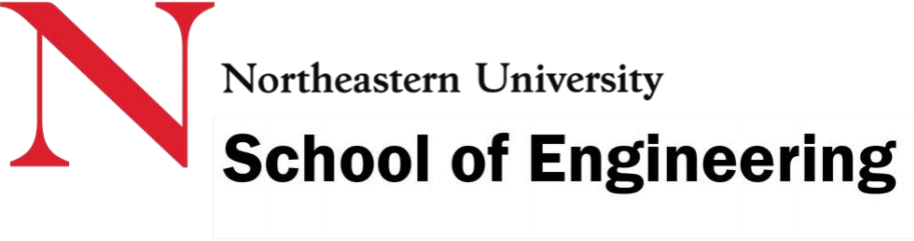 N
Northeastern University
School of Engineering